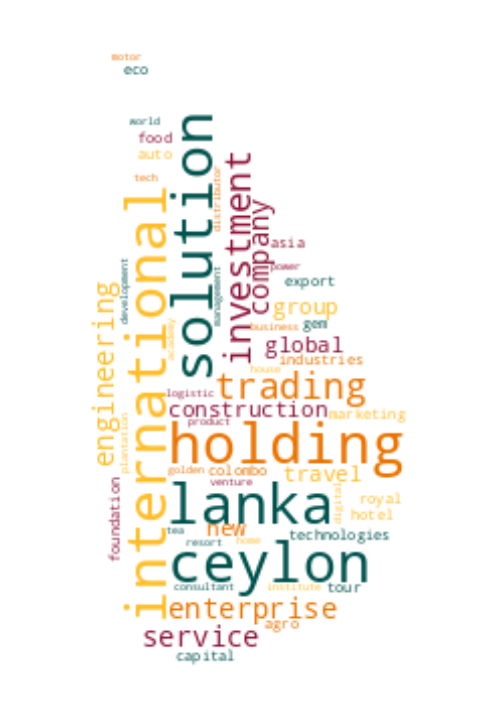 motor
eco
world
food
auto
tech
international
solution
distributor
investment
company
asia
power
export
development
management
engineering
academy
group
business
gem
global
industries
house
trading
logistic
construction
marketing
product
plantation
holding
golden
colombo
travel
venture
foundation
lanka
digital
royal
hotel
tea
new
technologies
resort
home
ceylon
consultant
institute
tour
enterprise
agro
service
capital